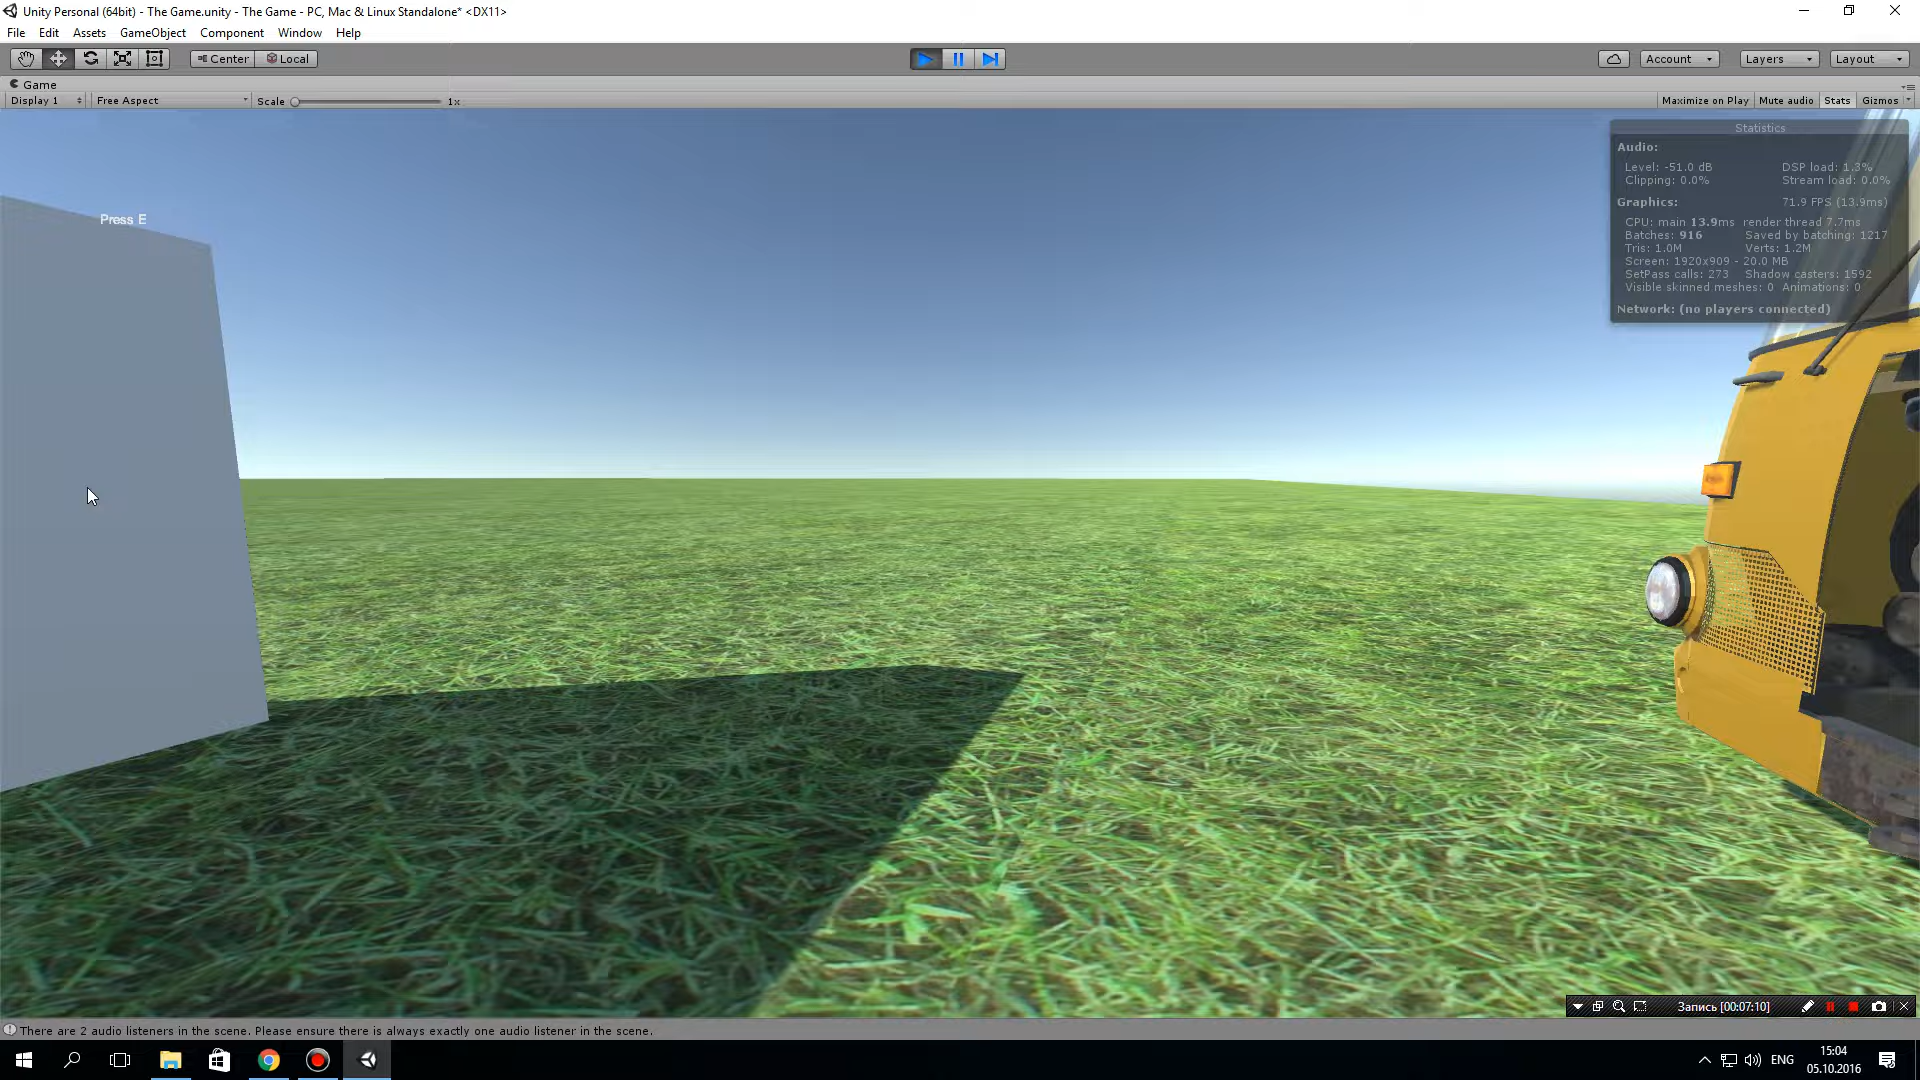 Unity Personal (64bit) - The Game.unity - The Game - PC, Mac & Linux Standalone* <DX11>
File Edit Assets GameObject Component Window Help
Center Local Account Layers Layout
Game
Display 1 Free Aspect Scale 1x Maximize on Play Mute audio Stats Gizmos
Statistics
Audio:
Level: -51.0 dB DSP load: 1.3%
Clipping: 0.0% Stream load: 0.0%
Graphics: 71.9 FPS (13.9ms)
CPU: main 13.9ms render thread 7.7ms
Batches: 916 Saved by batching: 1217
Tris: 1.0M Verts: 1.2M
Screen: 1920x909 - 20.0 MB
SetPass calls: 273 Shadow casters: 1592
Visible skinned meshes: 0 Animations: 0
Network: (no players connected)
Press E
Запись [00:07:10]
There are 2 audio listeners in the scene. Please ensure there is always exactly one audio listener in the scene.
ENG
15:04
05.10.2016